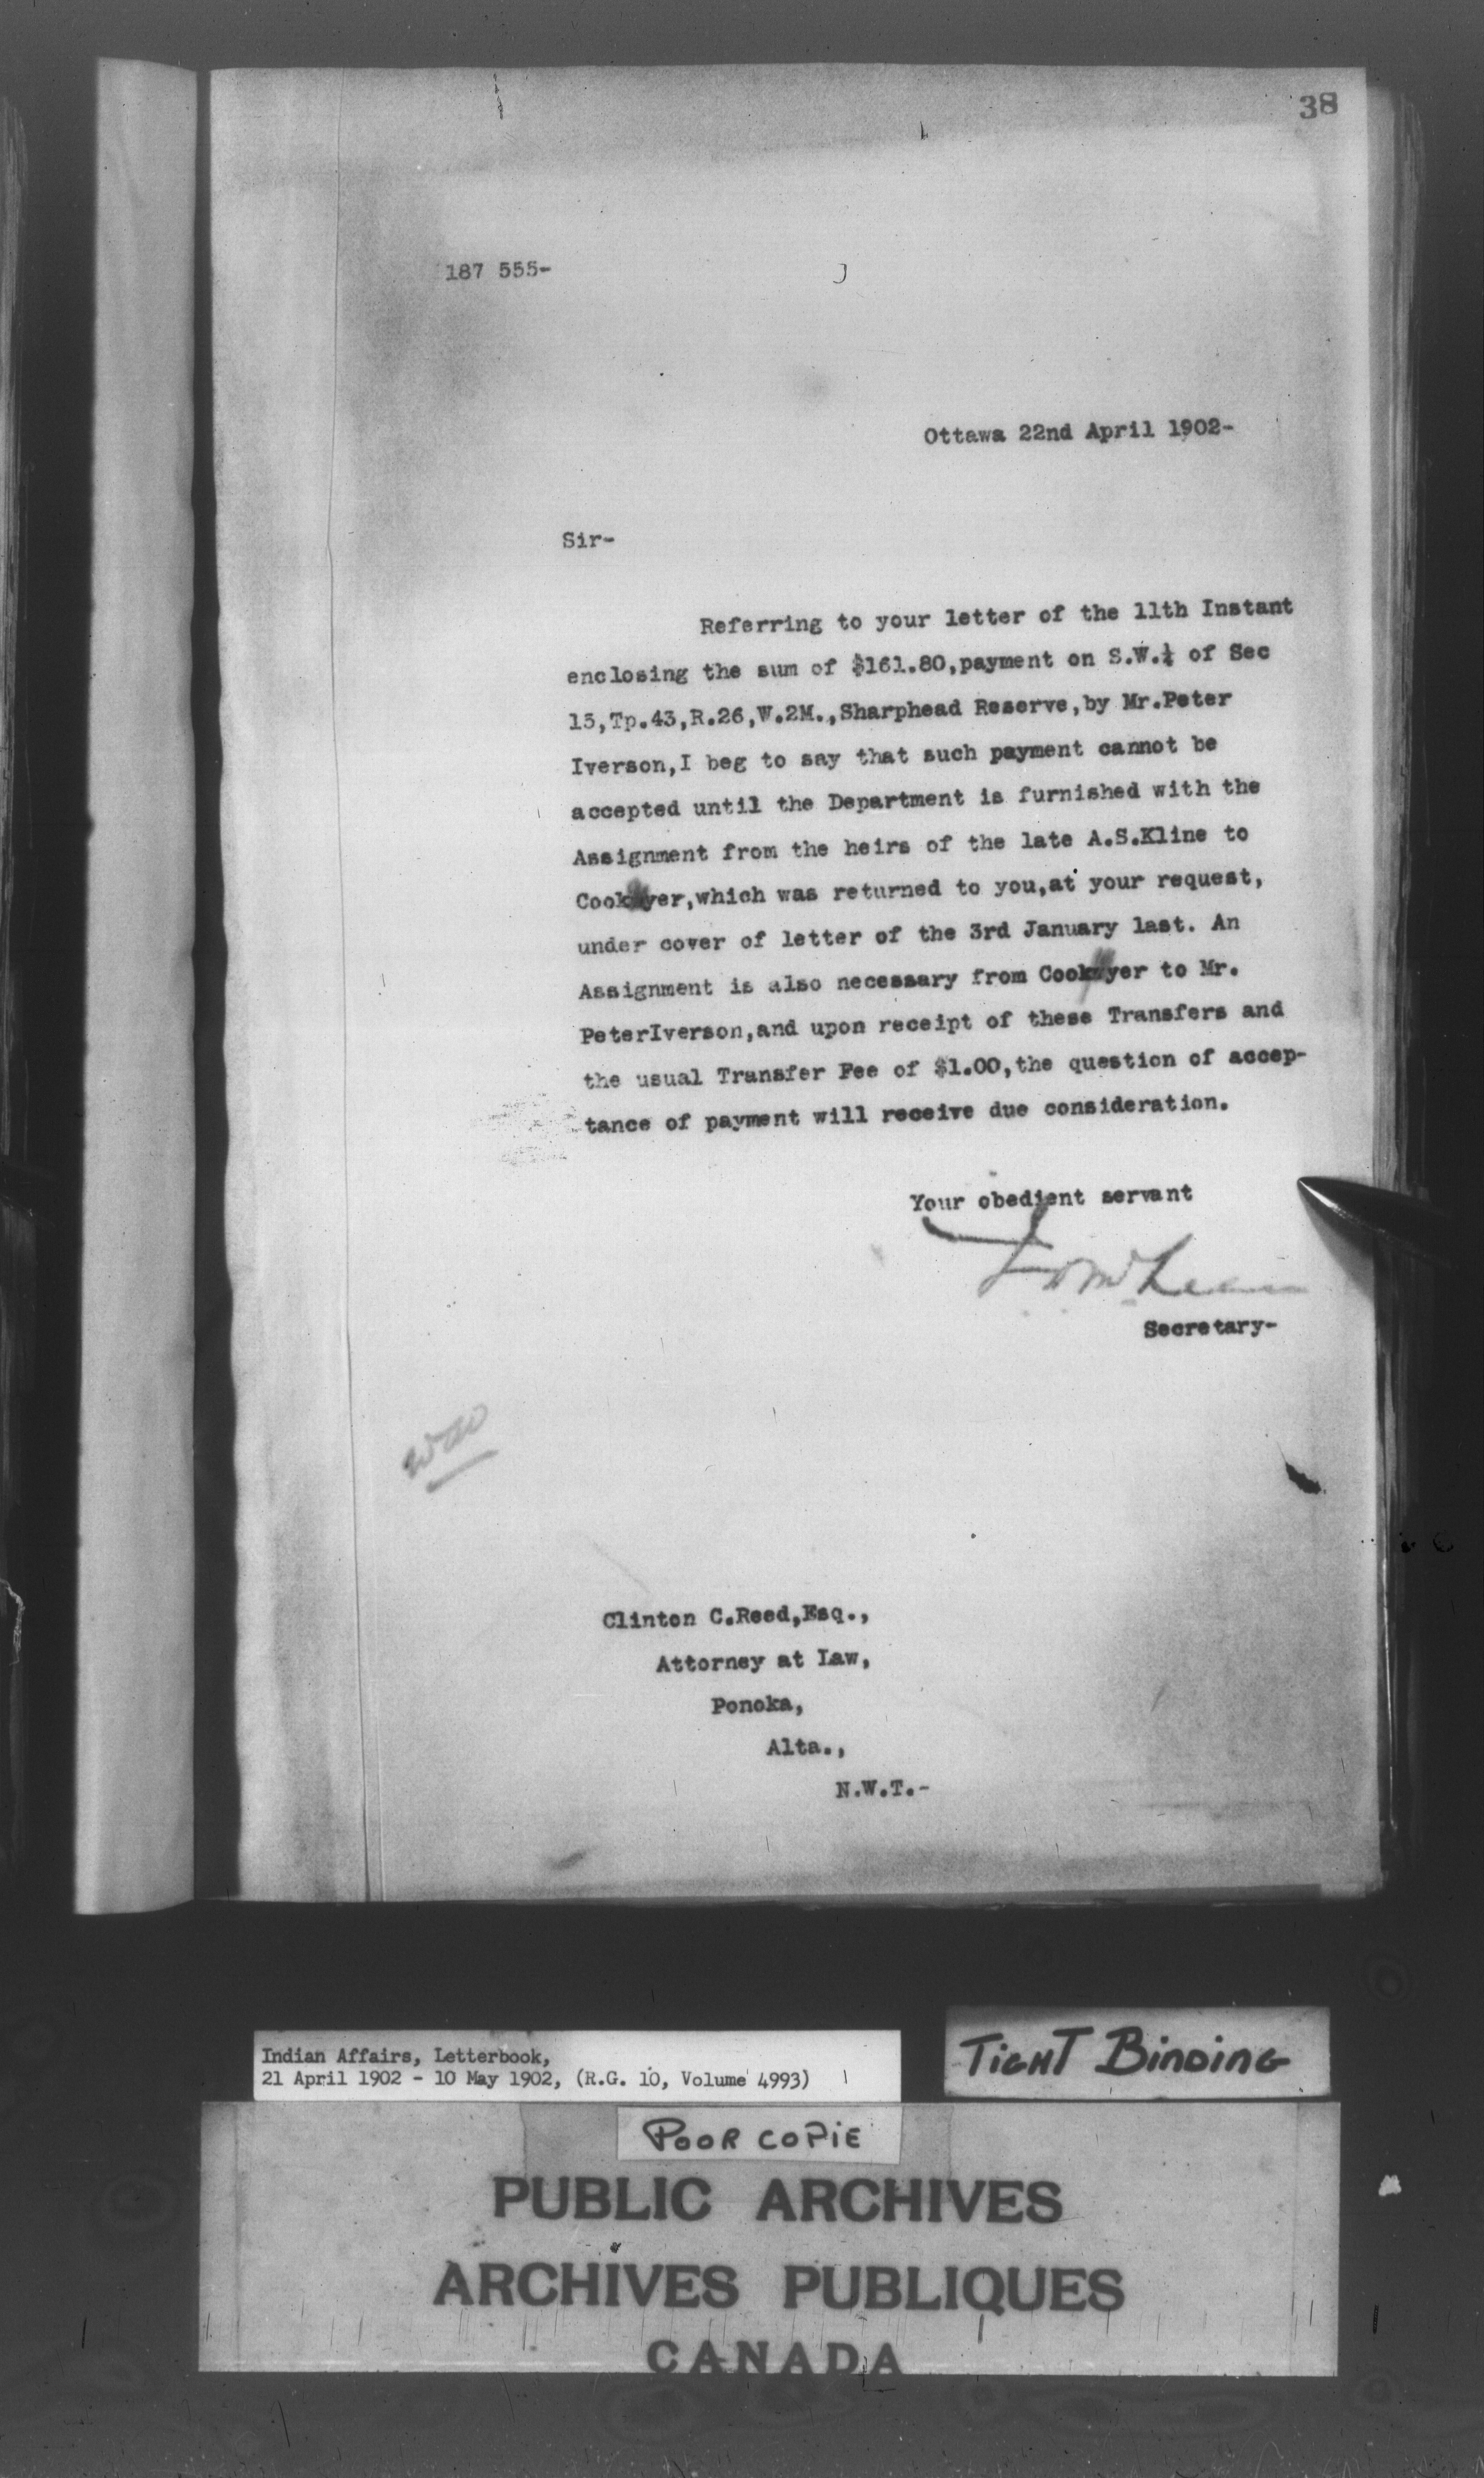 38
187 555-
Ottawa 22nd April 1902-
Sir-
Referring to your letter of the 11th Instant
enclosing the sum of $161.80,payment on S.W.¼ of Sec
15,Tp.43,R.26,W.2M.,Sharphead Reserve,by Mr.Peter
Iverson,I beg to say that such payment cannot be
accepted until the Department is furnished with the
Assignment from the heirs of the late A.S.Kline to
which was returned to you,at your request,
under cover of letter of the 3rd January last. An
Assignment is also necessary from to Mr.
PeterIverson,and upon receipt of these Transfers and
the usual Transfer Fee of $1.00,the question of accep-
tance of payment will receive due consideration.
Your obedient servant
Secretary-
Clinton C.Reed,Esq.,
Attorney at Law,
Ponoka,
Alta.,
N.W.T.-
Indian Affairs, Letterbook,
21 April 1902 - 10 May 1902, (R.G. 10, Volume 4993)
TIGHT BINDING
POOR COPIE
PUBLIC ARCHIVES
ARCHIVES PUBLIQUES
CANADA